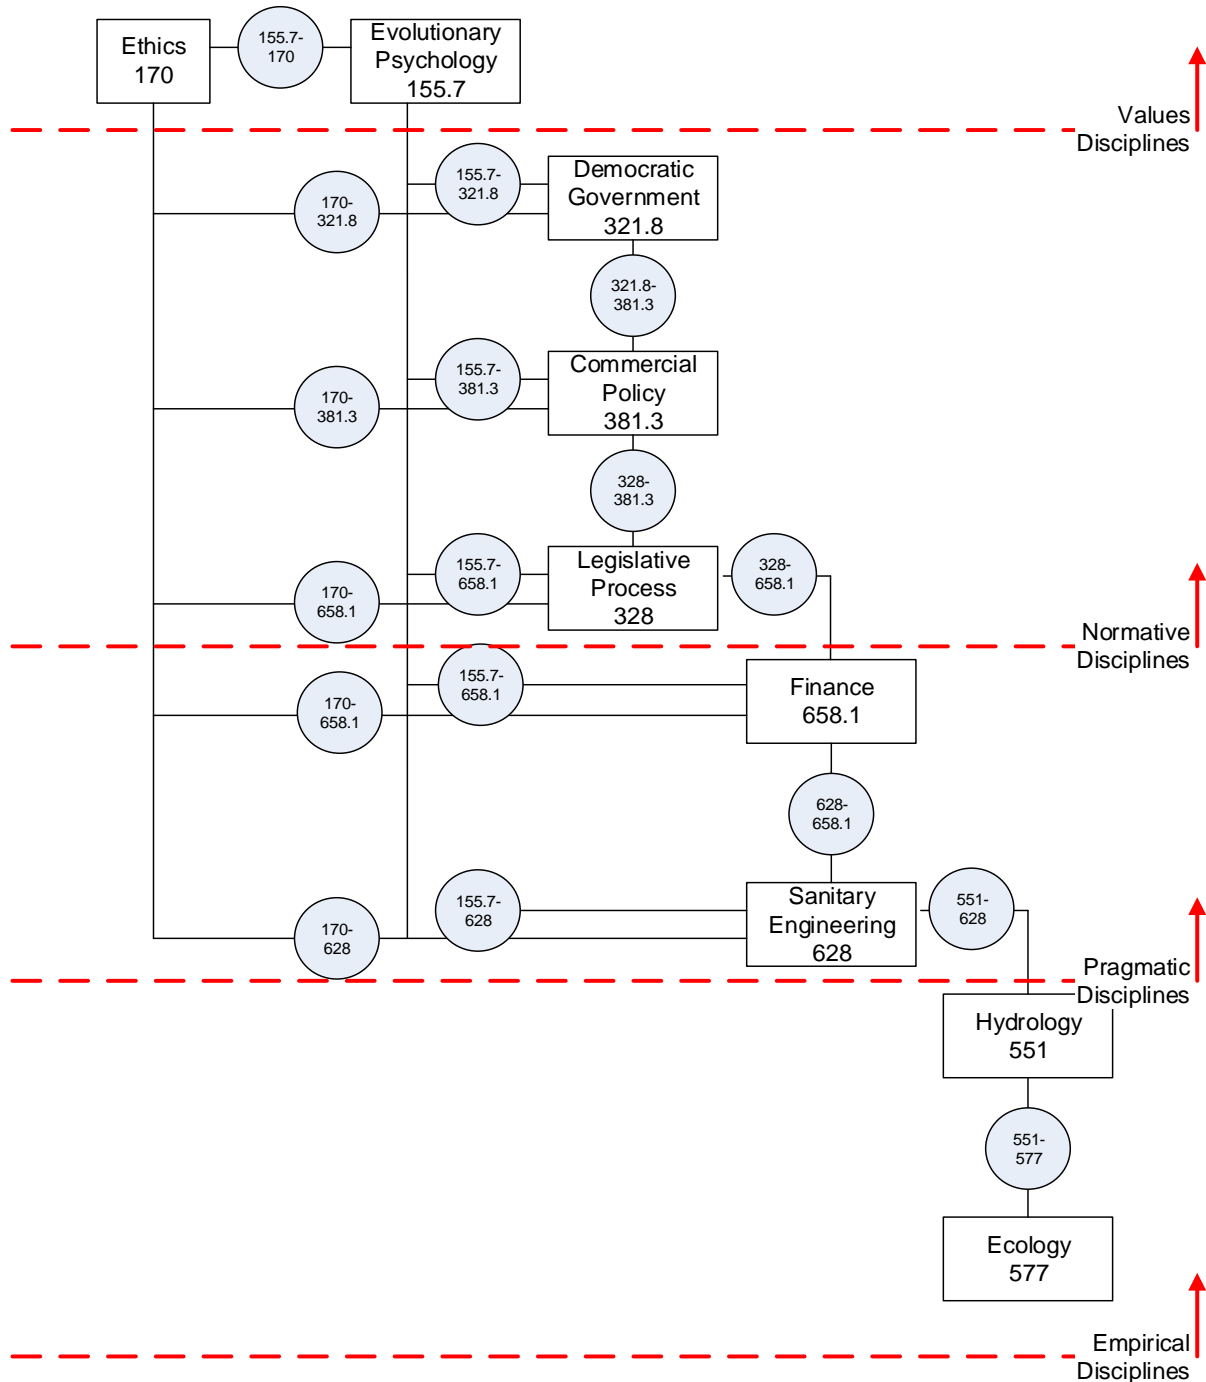 Ethics
170
155.7-
170
Evolutionary
Psychology
155.7
Values
Disciplines
155.7-
321.8
170-
321.8
Democratic
Government
321.8
321.8-
381.3
155.7-
381.3
170-
381.3
Commercial
Policy
381.3
328-
381.3
155.7-
658.1
170-
658.1
Legislative
Process
328
328-
658.1
Normative
Disciplines
155.7-
658.1
170-
658.1
Finance
658.1
628-
658.1
155.7-
628
170-
628
Sanitary
Engineering
628
551-
628
Pragmatic
Disciplines
Hydrology
551
551-
577
Ecology
577
Empirical
Disciplines